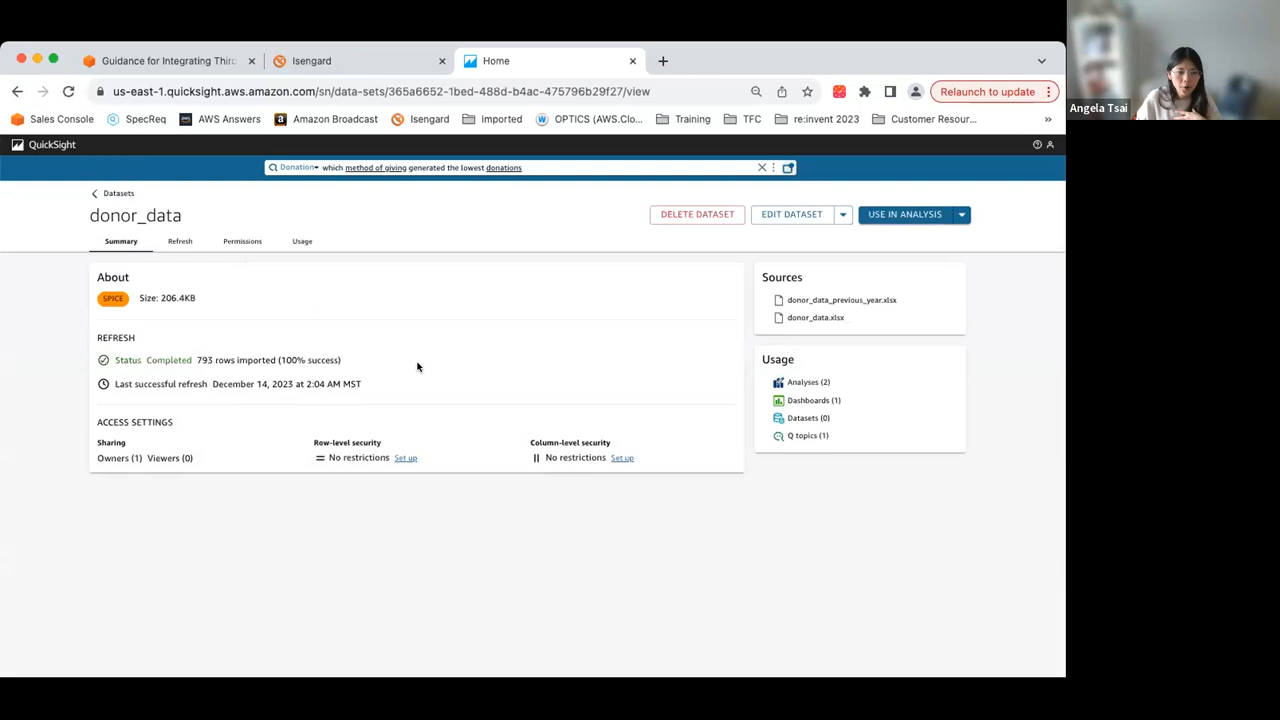 Guidance for Integrating Thirc
Isengard
Home
us-east-1.quicksight.aws.amazon.com/sn/data-sets/365a6652-1bed-488d-b4ac-475796b29f27/view
Relaunch to update
Sales Console
SpecReq
AWS Answers
Amazon Broadcas...
Isengard
Imported
OPTICS (AWS.Clo...
Training
TFC
re:invent 2023
Customer Resour...
Angela Tsai
QuickSight
Donation which method of giving generated the lowest donations
Datasets
donor_data
DELETE DATASET
EDIT DATASET
USE IN ANALYSIS
Summary
Refresh
Permissions
Usage
About
SPICE Size: 206.4KB
REFRESH
Status Completed 793 rows imported (100% success)
Last successful refresh December 14, 2023 at 2:04 AM MST
ACCESS SETTINGS
Sharing
Owners (1) Viewers (0)
Row-level security
No restrictions Set up
Column-level security
No restrictions Set up
Sources
donor_data_previous_year.xlsx
donor_data.xlsx
Usage
Analyses (2)
Dashboards (1)
Datasets (0)
Q topics (1)